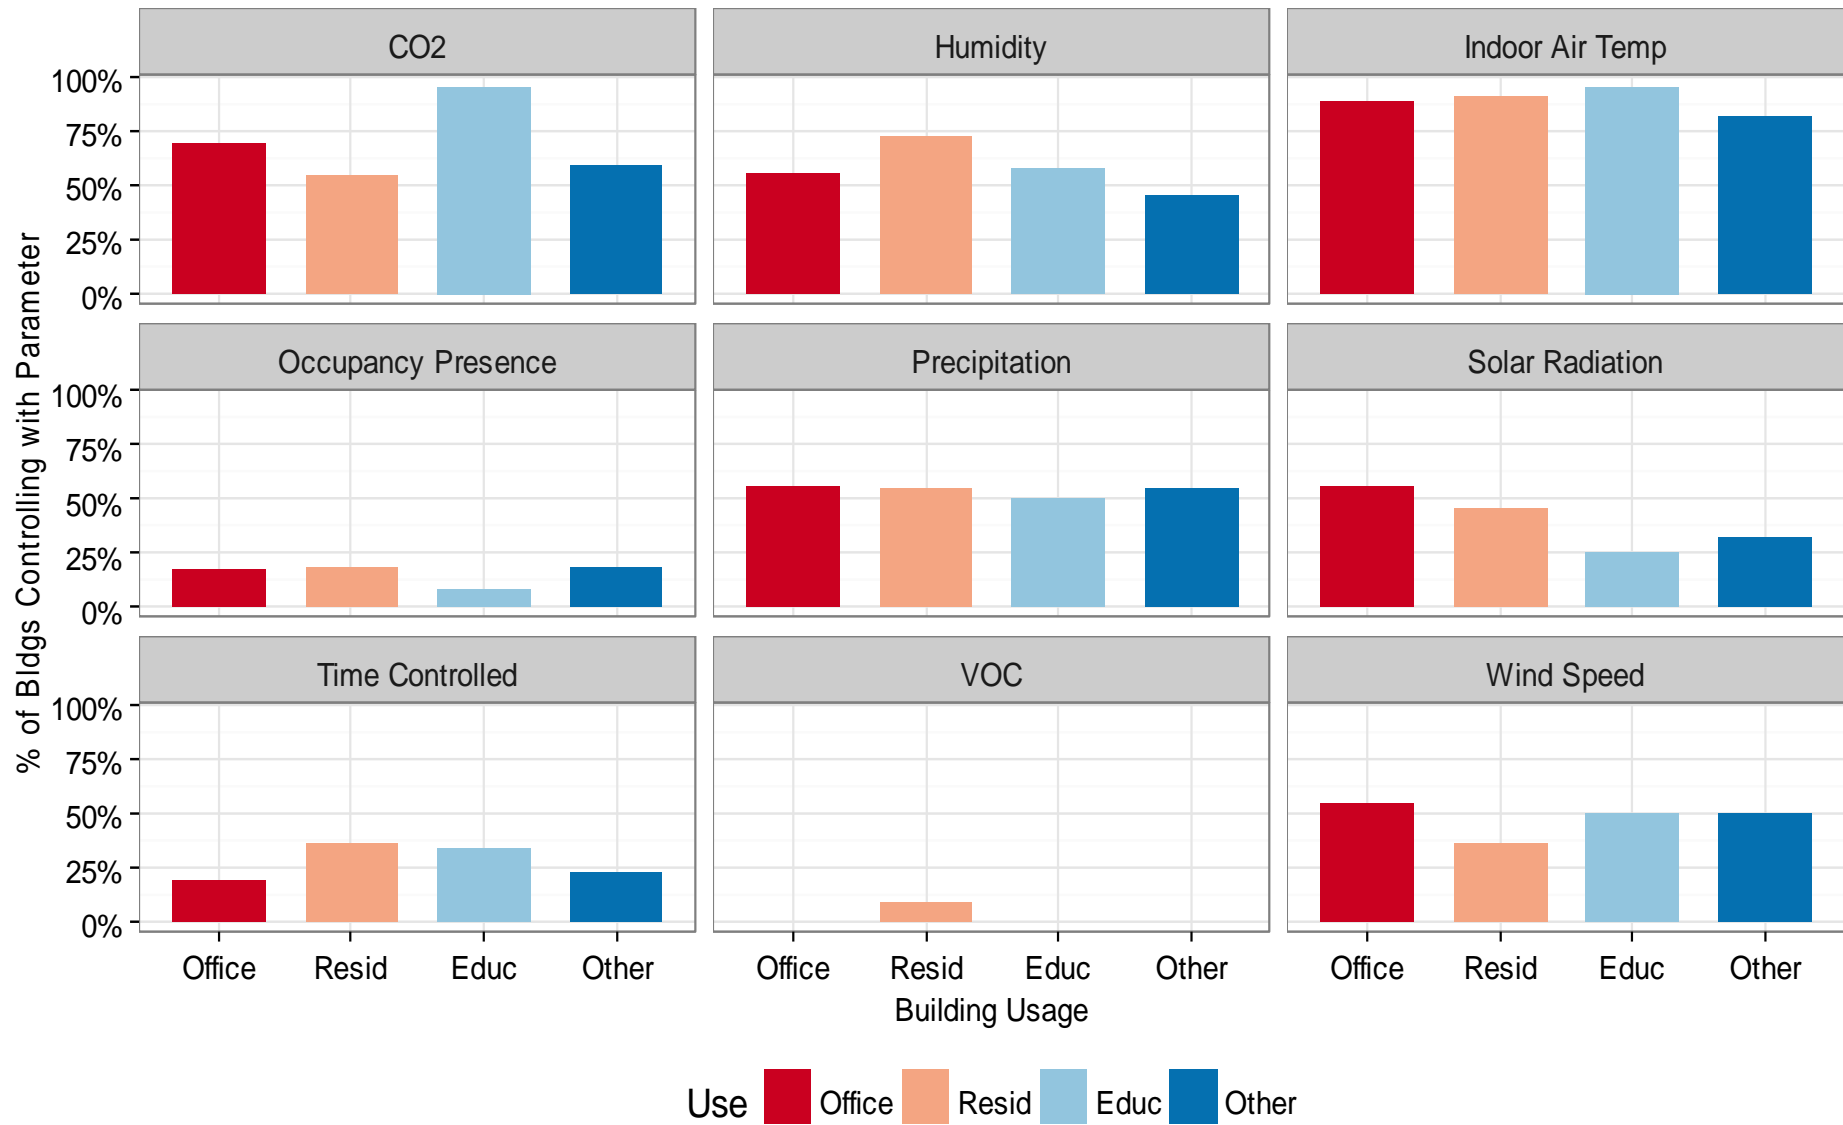 % of Bldgs Controlling with Parameter
CO2
Humidity
Indoor Air Temp
100%
75%
50%
25%
0%
Occupancy Presence
Precipitation
Solar Radiation
100%
75%
50%
25%
0%
Time Controlled
VOC
Wind Speed
100%
75%
50%
25%
0%
Office Resid Educ Other
Office Resid Educ Other
Office Resid Educ Other
Building Usage
Use Office Resid Educ Other